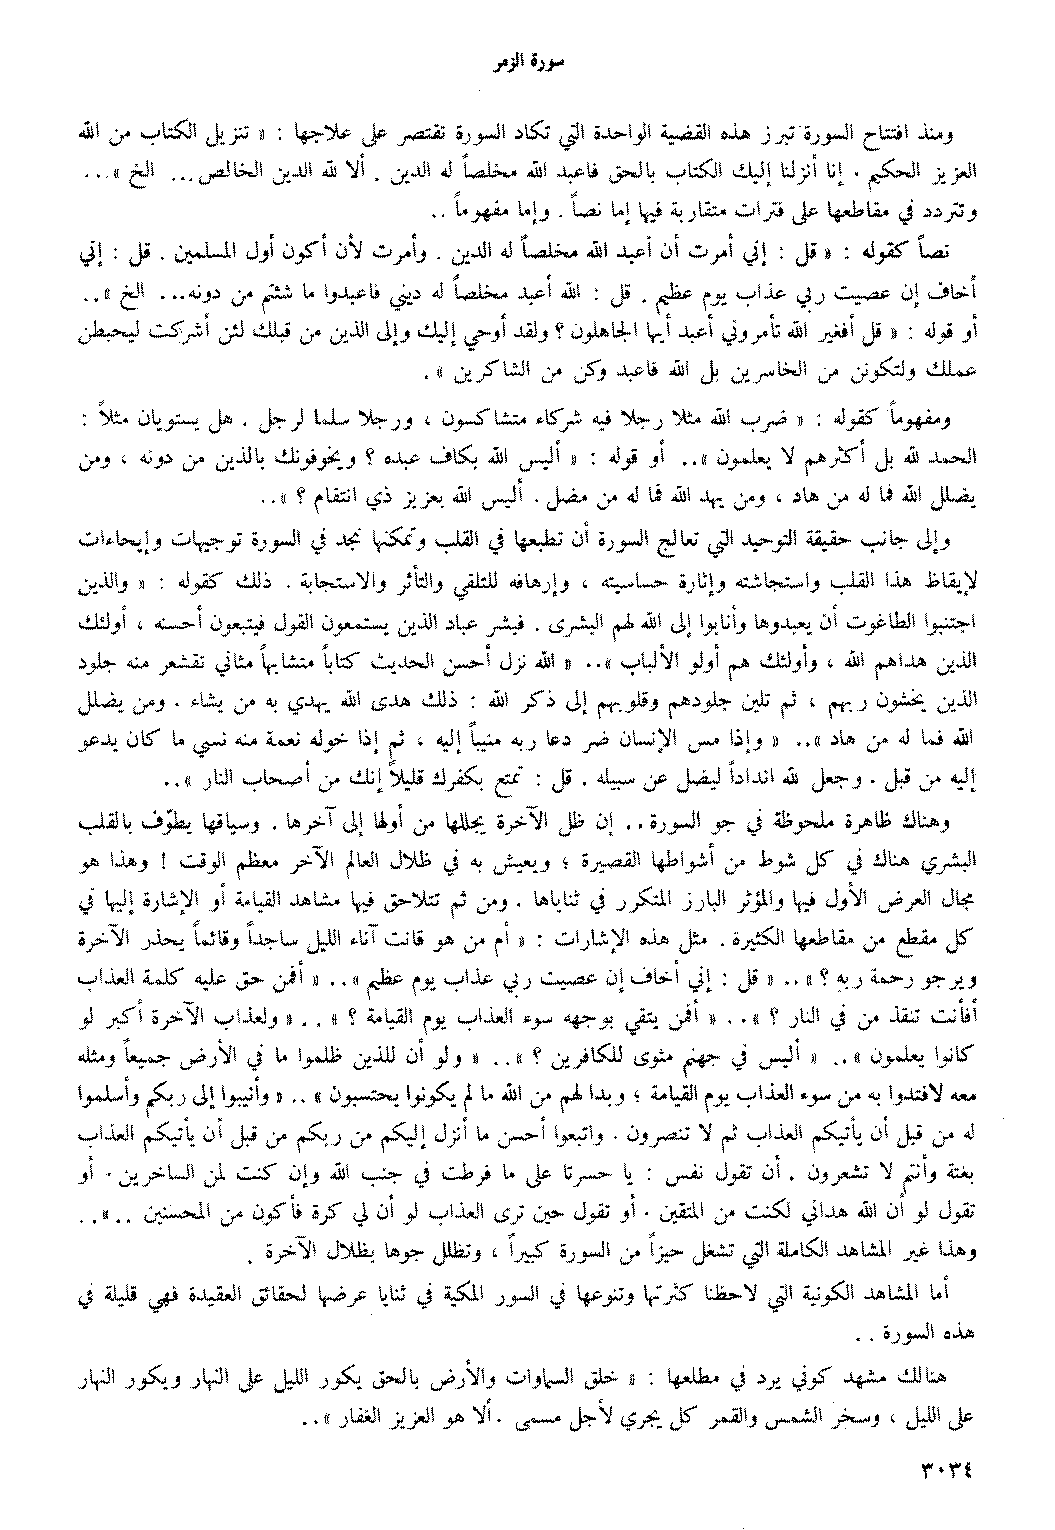 سورة الزمر
ومنذ افتتاح السورة تبرز هذه القضية الواحدة التي تكاد السورة تقتصر على علاجها : « تنزيل الكتاب من الله
العزيز الحكيم . إنا أنزلنا إليك الكتاب بالحق فاعبد الله مخلصاً له الدين . ألا لله الدين الخالص... الخ »...
وتتردد في مقاطعها على فترات متقاربة فيها إما نصاً . وإما مفهوماً ..
نصاً كقوله : « قل : إني أمرت أن أعبد الله مخلصاً له الدين . وأمرت لأن أكون أول المسلمين . قل : إني
أخاف إن عصيت ربي عذاب يوم عظيم . قل : الله أعبد مخلصاً له ديني فاعبدوا ما شئتم من دونه... الخ »..
أو قوله : « قل أفغير الله تأمروني أعبد أيها الجاهلون ؟ ولقد أوحي إليك وإلى الذين من قبلك لئن أشركت ليحبطن
عملك ولتكونن من الخاسرين بل الله فاعبد وكن من الشاكرين » .
ومفهوماً كقوله : « ضرب الله مثلا رجلا فيه شركاء متشاكسون ، ورجلا سلما لرجل . هل يستويان مثلاً :
الحمد لله بل أكثرهم لا يعلمون ».. أو قوله : « أليس الله بكاف عبده ؟ ويخوفونك بالذين من دونه ، ومن
يضلل الله فما له من هاد ، ومن يهد الله فما له من مضل . أليس الله بعزيز ذي انتقام ؟ »..
وإلى جانب حقيقة التوحيد التي تعالج السورة أن تطبعها في القلب وتمكنها نجد في السورة توجيهات وإيحاءات
لإيقاظ هذا القلب واستجاشته وإثارة حساسيته ، وإرهافه للتلقي والتأثر والاستجابة . ذلك كقوله : « والذين
اجتنبوا الطاغوت أن يعبدوها وأنابوا إلى الله لهم البشرى . فبشر عباد الذين يستمعون القول فيتبعون أحسنه ، أولئك
الذين هداهم الله ، وأولئك هم أولو الألباب ».. « الله نزل أحسن الحديث كتاباً متشابهاً مثاني تقشعر منه جلود
الذين يخشون ربهم ، ثم تلين جلودهم وقلوبهم إلى ذكر الله : ذلك هدى الله يهدي به من يشاء . ومن يضلل
الله فما له من هاد ».. « وإذا مس الإنسان ضر دعا ربه منيباً إليه ، ثم إذا خوله نعمة منه نسي ما كان يدعو
إليه من قبل . وجعل لله انداداً ليضل عن سبيله . قل : تمتع بكفرك قليلاً إنك من أصحاب النار »..
وهناك ظاهرة ملحوظة في جو السورة.. إن ظل الآخرة يجللها من أولها إلى آخرها . وسياقها يطوّف بالقلب
البشري هناك في كل شوط من أشواطها القصيرة ؛ ويعيش به في ظلال العالم الآخر معظم الوقت ! وهذا هو
مجال العرض الأول فيها والمؤثر البارز المتكرر في ثناياها . ومن ثم تتلاحق فيها مشاهد القيامة أو الإشارة إليها في
كل مقطع من مقاطعها الكثيرة . مثل هذه الإشارات : « أم من هو قانت آناء الليل ساجداً وقائماً يحذر الآخرة
ويرجو رحمة ربه ؟ ».. « قل : إني أخاف إن عصيت ربي عذاب يوم عظيم ».. « أفمن حق عليه كلمة العذاب
أفأنت تنقذ من في النار ؟ ».. « أفمن يتقي بوجهه سوء العذاب يوم القيامة ؟ » .. « ولعذاب الآخرة أكبر لو
كانوا يعلمون ».. « أليس في جهنم مثوى للكافرين ؟ ».. « ولو أن للذين ظلموا ما في الأرض جميعاً ومثله
معه لافتدوا به من سوء العذاب يوم القيامة ؛ وبدا لهم من الله ما لم يكونوا يحتسبون » .. « وأنيبوا إلى ربكم وأسلموا
له من قبل أن يأتيكم العذاب ثم لا تنصرون . واتبعوا أحسن ما أنزل إليكم من ربكم من قبل أن يأتيكم العذاب
بغتة وأنتم لا تشعرون . أن تقول نفس : يا حسرتا على ما فرطت في جنب الله وإن كنت لمن الساخرين . أو
تقول لو أن الله هداني لكنت من المتقين . أو تقول حين ترى العذاب لو أن لي كرة فأكون من المحسنين ..»..
وهذا غير المشاهد الكاملة التي تشغل حيزاً من السورة كبيراً ، وتظلل جوها بظلال الآخرة .
أما المشاهد الكونية التي لاحظنا كثرتها وتنوعها في السور المكية في ثنايا عرضها لحقائق العقيدة فهي قليلة في
هذه السورة ..
هنالك مشهد كوني يرد في مطلعها : « خلق السماوات والأرض بالحق يكور الليل على النهار ويكور النهار
على الليل ، وسخر الشمس والقمر كل يجري لأجل مسمى . ألا هو العزيز الغفار »..
٣٠٣٤